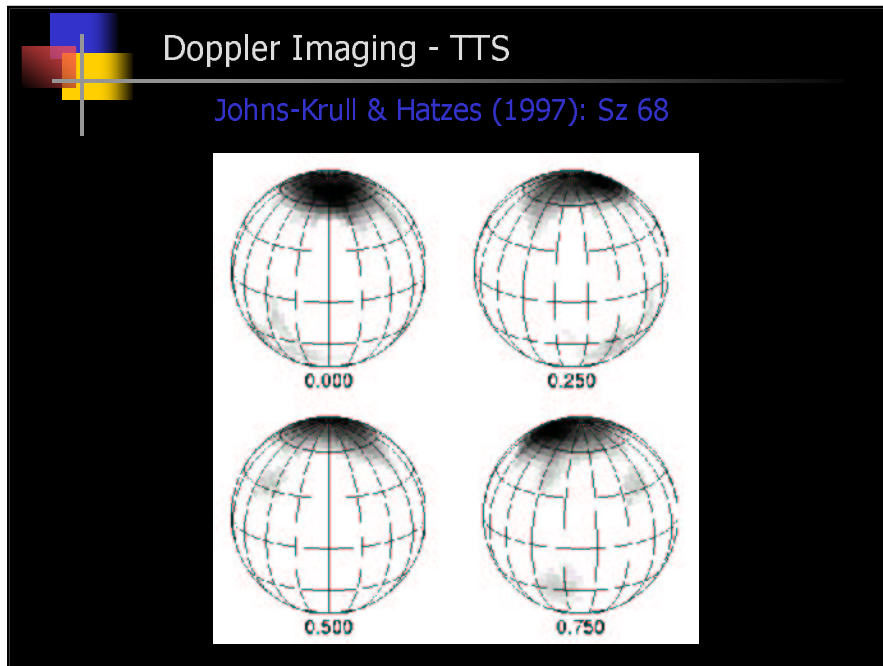 Doppler Imaging - TTS
Johns-Krull & Hatzes (1997): Sz 68
0.000
0.250
0.500
0.750